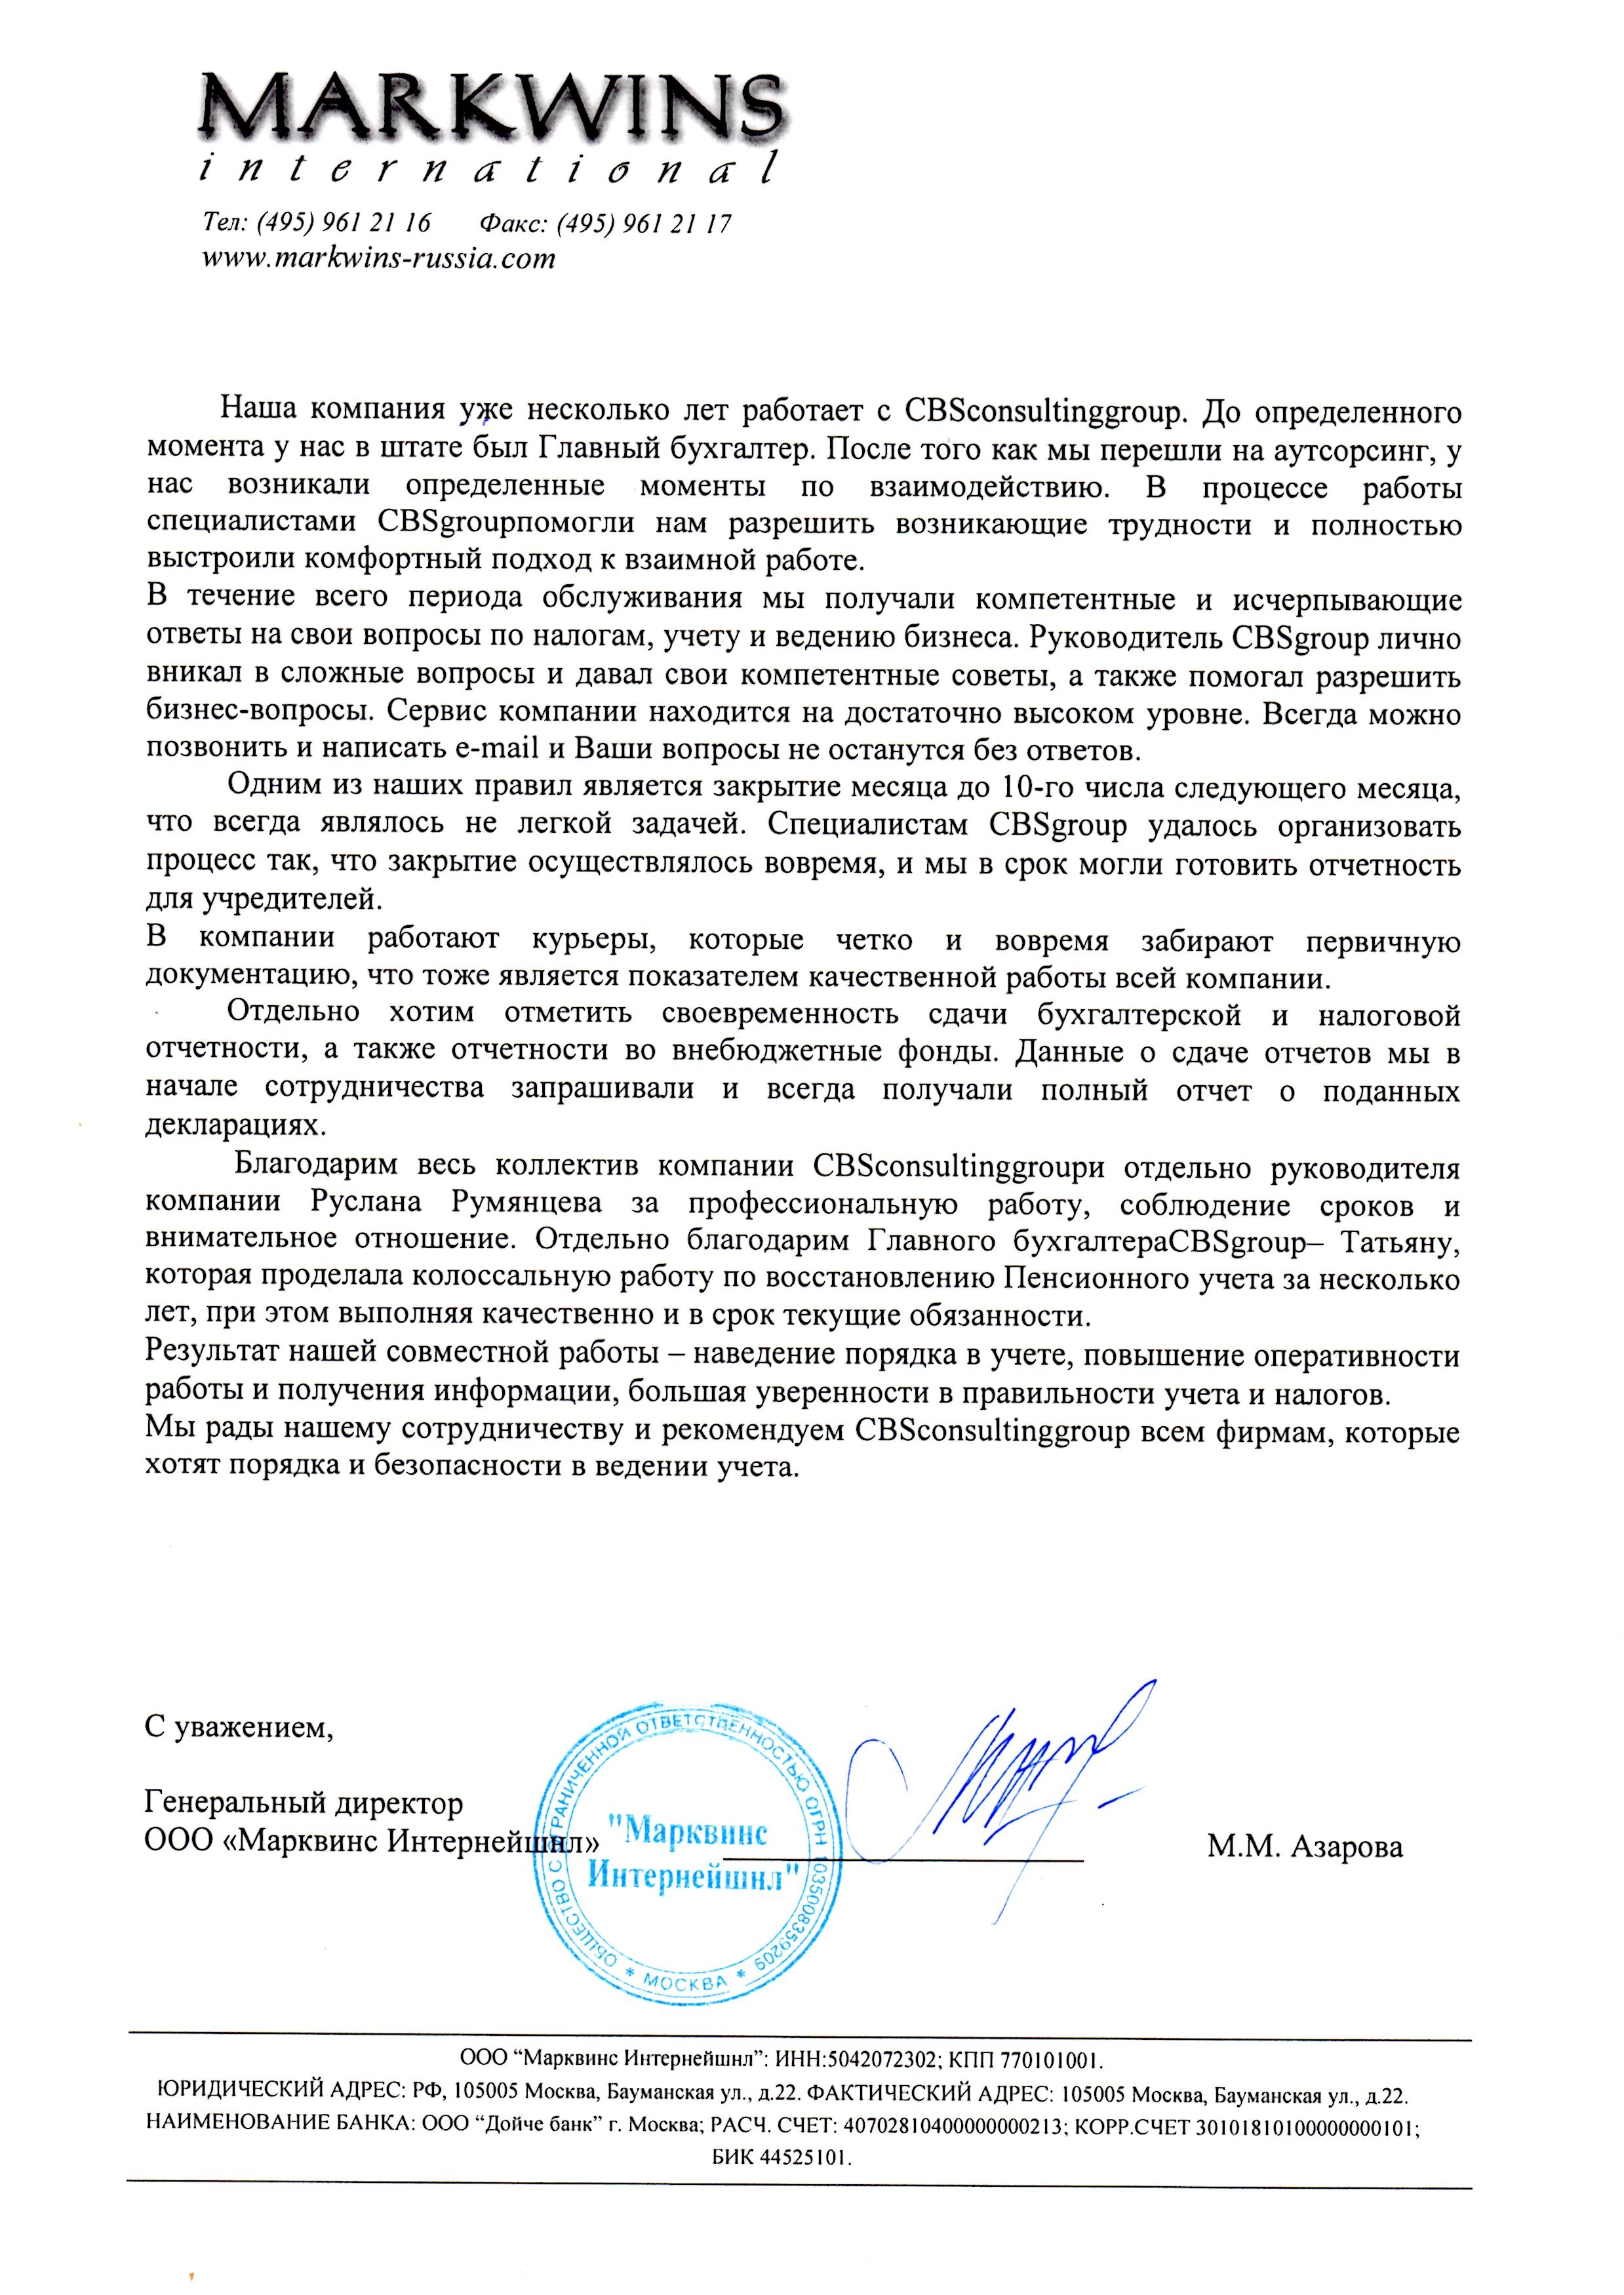 MARKWINS
international
Тел: (495) 961 21 16 Факс: (495) 961 21 17
www.markwins-russia.com
Наша компания уже несколько лет работает с CBSconsultinggroup. До определенного
момента у нас в штате был Главный бухгалтер. После того как мы перешли на аутсорсинг, у
нас возникали определенные моменты по взаимодействию. В процессе работы
специалистами CBSgroupпомогли нам разрешить возникающие трудности и полностью
выстроили комфортный подход к взаимной работе.
В течение всего периода обслуживания мы получали компетентные и исчерпывающие
ответы на свои вопросы по налогам, учету и ведению бизнеса. Руководитель CBSgroup лично
вникал в сложные вопросы и давал свои компетентные советы, а также помогал разрешить
бизнес-вопросы. Сервис компании находится на достаточно высоком уровне. Всегда можно
позвонить и написать e-mail и Ваши вопросы не останутся без ответов.
Одним из наших правил является закрытие месяца до 10-го числа следующего месяца,
что всегда являлось не легкой задачей. Специалистам CBSgroup удалось организовать
процесс так, что закрытие осуществлялось вовремя, и мы в срок могли готовить отчетность
для учредителей.
В компании работают курьеры, которые четко и вовремя забирают первичную
документацию, что тоже является показателем качественной работы всей компании.
Отдельно хотим отметить своевременность сдачи бухгалтерской и налоговой
отчетности, а также отчетности во внебюджетные фонды. Данные о сдаче отчетов мы в
начале сотрудничества запрашивали и всегда получали полный отчет о поданных
декларациях.
Благодарим весь коллектив компании CBSconsultinggroupи отдельно руководителя
компании Руслана Румянцева за профессиональную работу, соблюдение сроков и
внимательное отношение. Отдельно благодарим Главного бухгалтераCBSgroup– Татьяну,
которая проделала колоссальную работу по восстановлению Пенсионного учета за несколько
лет, при этом выполняя качественно и в срок текущие обязанности.
Результат нашей совместной работы – наведение порядка в учете, повышение оперативности
работы и получения информации, большая уверенности в правильности учета и налогов.
Мы рады нашему сотрудничеству и рекомендуем CBSconsultinggroup всем фирмам, которые
хотят порядка и безопасности в ведении учета.
С уважением,
Генеральный директор
ООО «Марквинс Интернейшнл»
М.М. Азарова
ОБЩЕСТВО С ОГРАНИЧЕННОЙ ОТВЕТСТВЕННОСТЬЮ ОГРН 1035008359209
* МОСКВА *
"Марквинс
Интернейшнл"
ООО “Марквинс Интернейшнл”: ИНН:5042072302; КПП 770101001.
ЮРИДИЧЕСКИЙ АДРЕС: РФ, 105005 Москва, Бауманская ул., д.22. ФАКТИЧЕСКИЙ АДРЕС: 105005 Москва, Бауманская ул., д.22.
НАИМЕНОВАНИЕ БАНКА: ООО “Дойче банк” г. Москва; РАСЧ. СЧЕТ: 40702810400000000213; КОРР.СЧЕТ 30101810100000000101;
БИК 44525101.